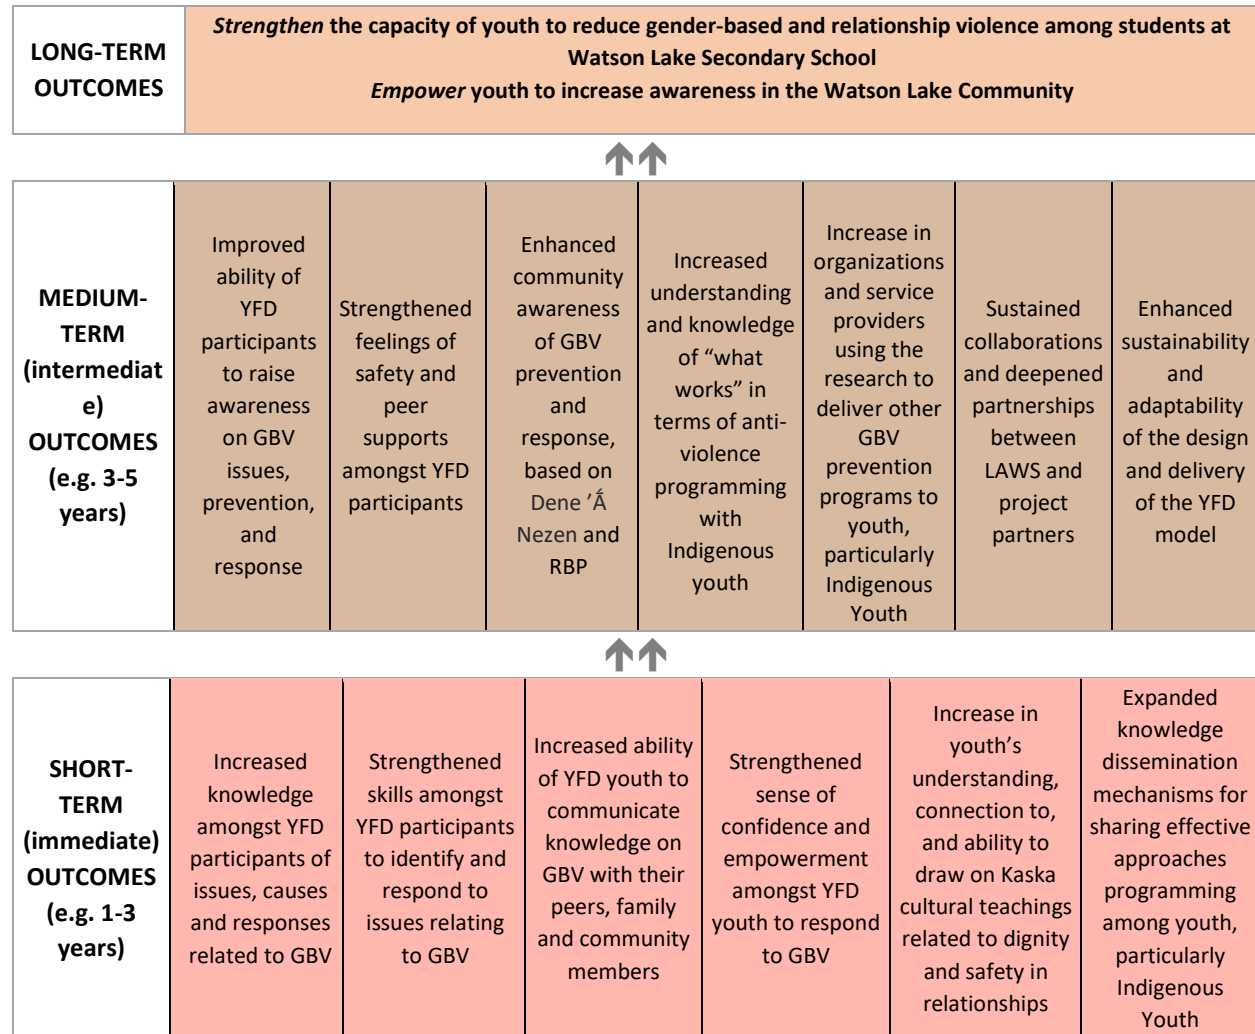 LONG-TERM
OUTCOMES
Strengthen the capacity of youth to reduce gender-based and relationship violence among students at
Watson Lake Secondary School
Empower youth to increase awareness in the Watson Lake Community
MEDIUM-
TERM
(intermediat
e)
OUTCOMES
(e.g. 3-5
years)
Improved
ability of
YFD
participants
to raise
awareness
on GBV
issues,
prevention,
and
response
Strengthened
feelings of
safety and
peer
supports
amongst YFD
participants
Enhanced
community
awareness
of GBV
prevention
and
response,
based on
Dene ’Á
Nezen and
RBP
Increased
understanding
and knowledge
of “what
works” in
terms of anti-
violence
programming
with
Indigenous
youth
Increase in
organizations
and service
providers
using the
research to
deliver other
GBV
prevention
programs to
youth,
particularly
Indigenous
Youth
Sustained
collaborations
and deepened
partnerships
between
LAWS and
project
partners
Enhanced
sustainability
and
adaptability
of the design
and delivery
of the YFD
model
SHORT-
TERM
(immediate)
OUTCOMES
(e.g. 1-3
years)
Increased
knowledge
amongst YFD
participants of
issues, causes
and responses
related to GBV
Strengthened
skills amongst
YFD participants
to identify and
respond to
issues relating
to GBV
Increased ability
of YFD youth to
communicate
knowledge on
GBV with their
peers, family
and community
members
Strengthened
sense of
confidence and
empowerment
amongst YFD
youth to respond
to GBV
Increase in
youth’s
understanding,
connection to,
and ability to
draw on Kaska
cultural teachings
related to dignity
and safety in
relationships
Expanded
knowledge
dissemination
mechanisms for
sharing effective
approaches
programming
among youth,
particularly
Indigenous
Youth